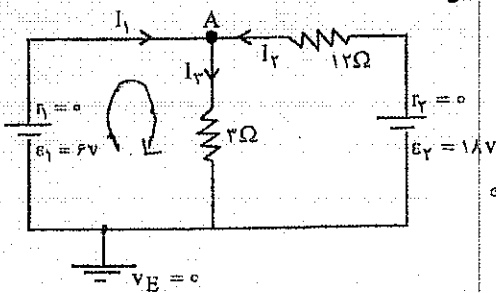 I₁
A
I₂
۱۲Ω
I₃
r₁ = ۰
ε₁ = ۶v
۳Ω
r₂ = ۰
ε₂ = ۱۸v
v_E = ۰